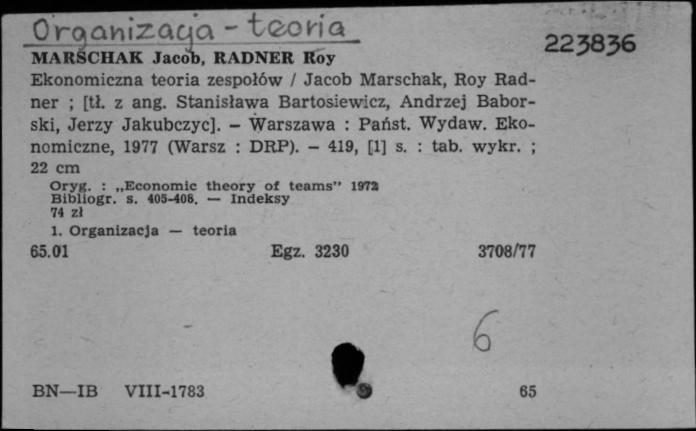 Organizacja - teoria
223836
MARSCHAK Jacob, RADNER Roy
Ekonomiczna teoria zespołów / Jacob Marschak, Roy Rad-
ner ; [tł. z ang. Stanisława Bartosiewicz, Andrzej Babor-
ski, Jerzy Jakubczyc]. – Warszawa : Państ. Wydaw. Eko-
nomiczne, 1977 (Warsz : DRP). – 419, [1] s. : tab. wykr. ;
22 cm
Oryg. : „Economic theory of teams” 1972
Bibliogr. s. 405-408. — Indeksy
74 zł
1. Organizacja — teoria
65.01 Egz. 3230 3708/77
6
BN—IB VIII-1783 65